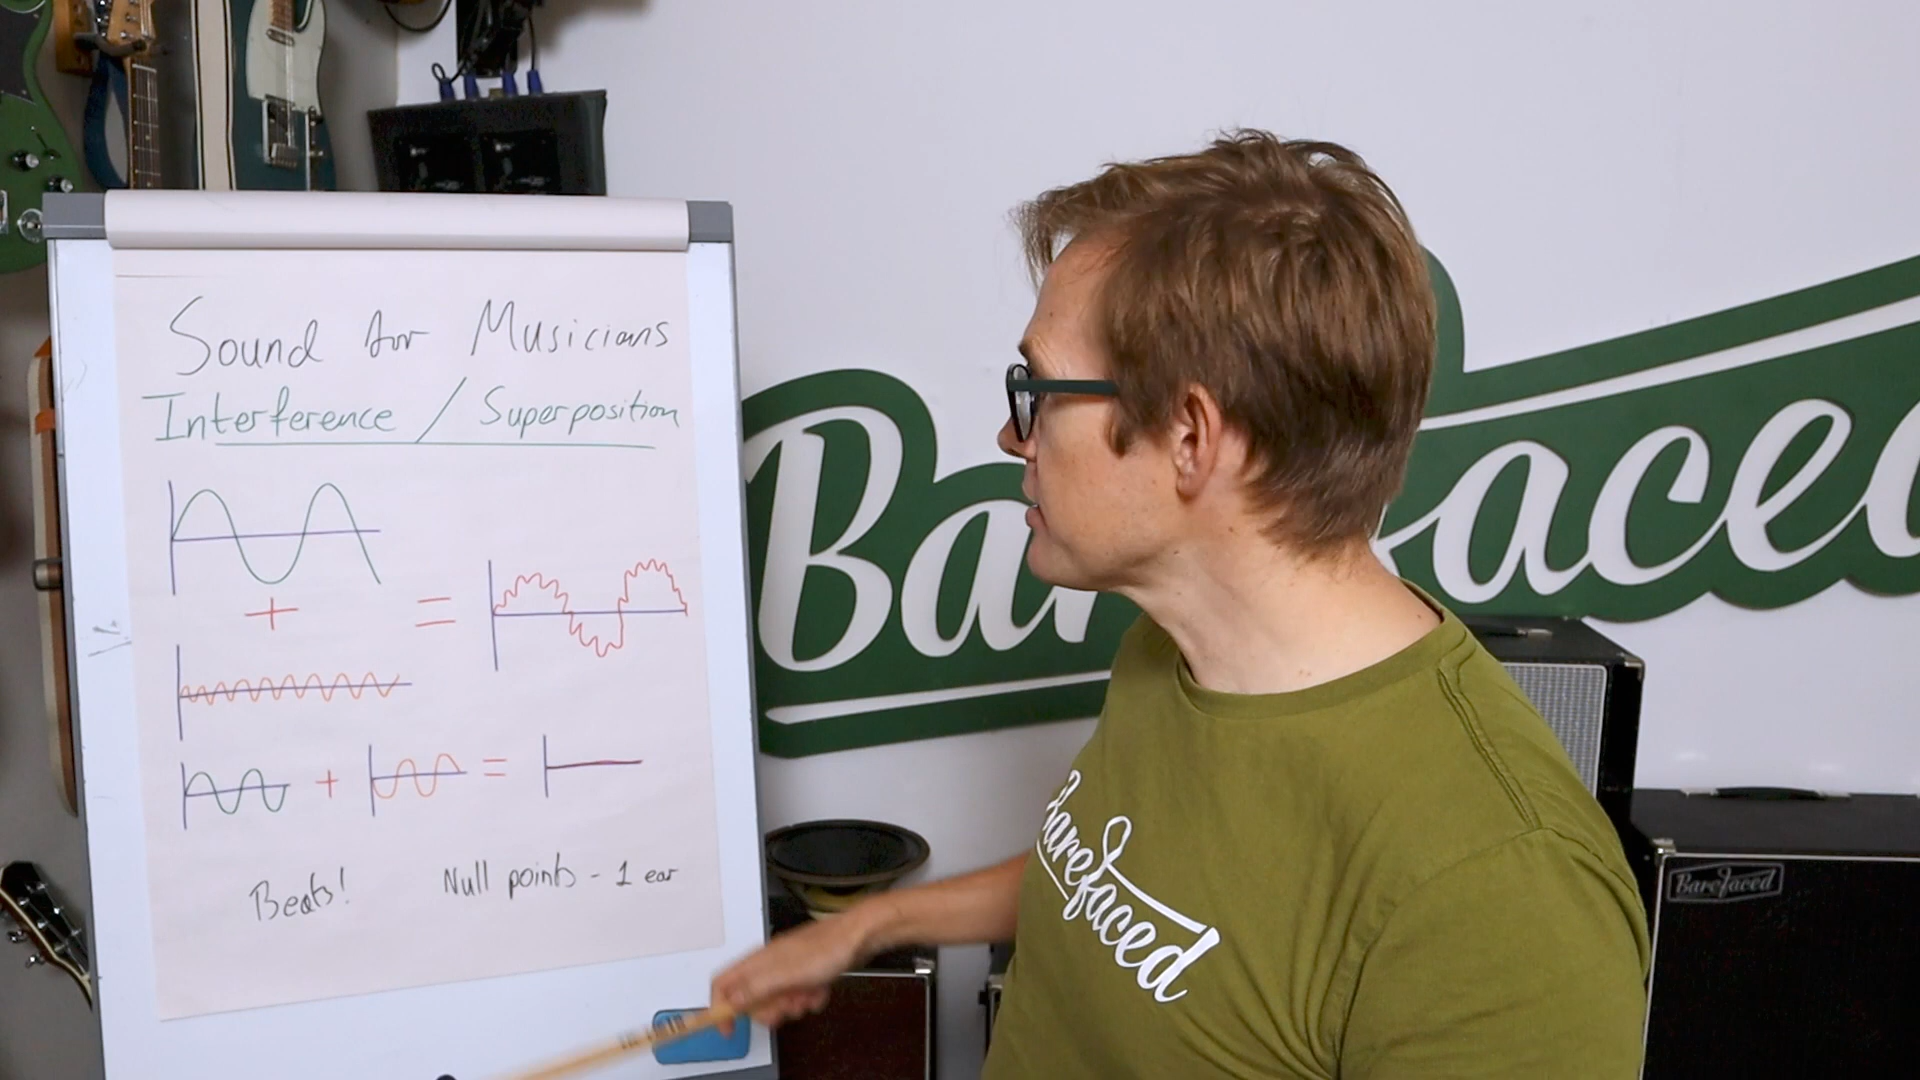 Sound for Musicians
Interference / Superposition
+
=
+ =
Beats! Null points - 1 ear
Barefaced
Barefaced
Barefaced